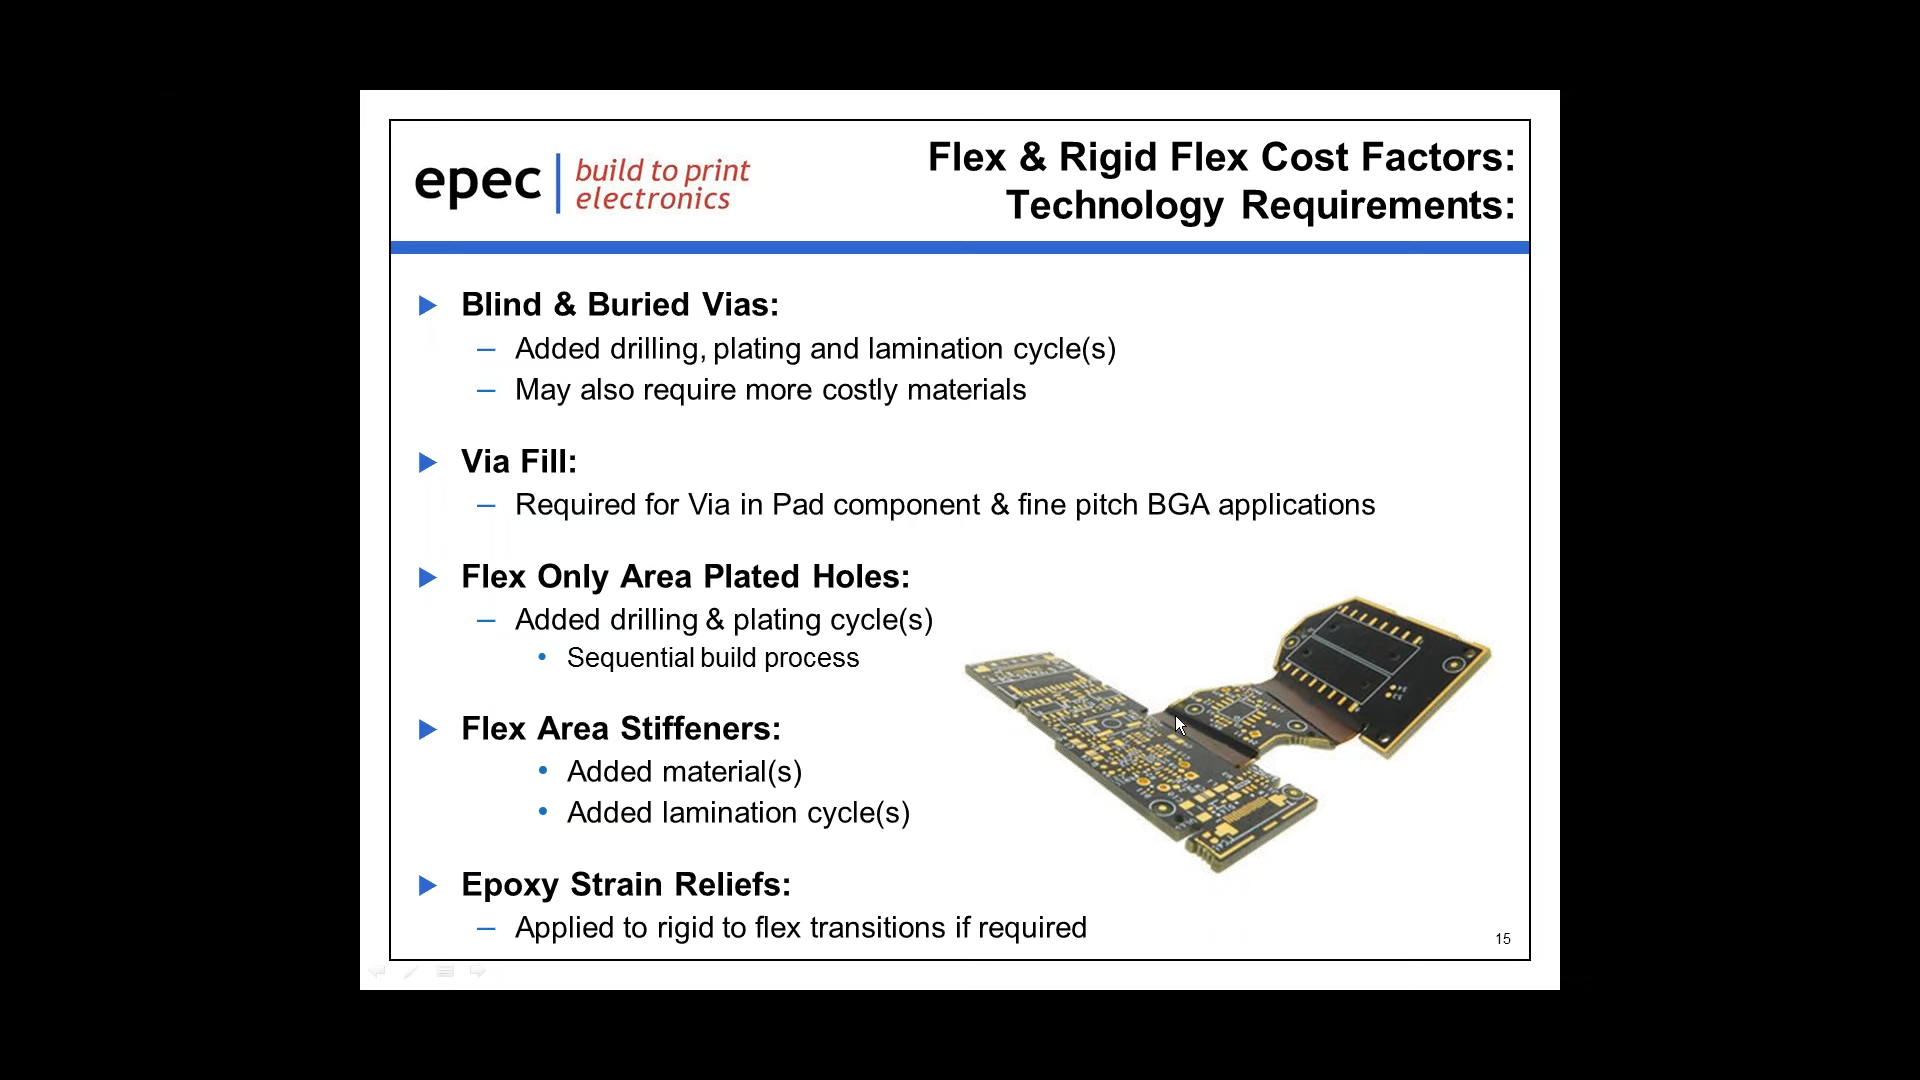 epec
build to print
electronics
Flex & Rigid Flex Cost Factors:
Technology Requirements:
Blind & Buried Vias:
– Added drilling, plating and lamination cycle(s)
– May also require more costly materials
Via Fill:
– Required for Via in Pad component & fine pitch BGA applications
Flex Only Area Plated Holes:
– Added drilling & plating cycle(s)
• Sequential build process
Flex Area Stiffeners:
• Added material(s)
• Added lamination cycle(s)
Epoxy Strain Reliefs:
– Applied to rigid to flex transitions if required
15